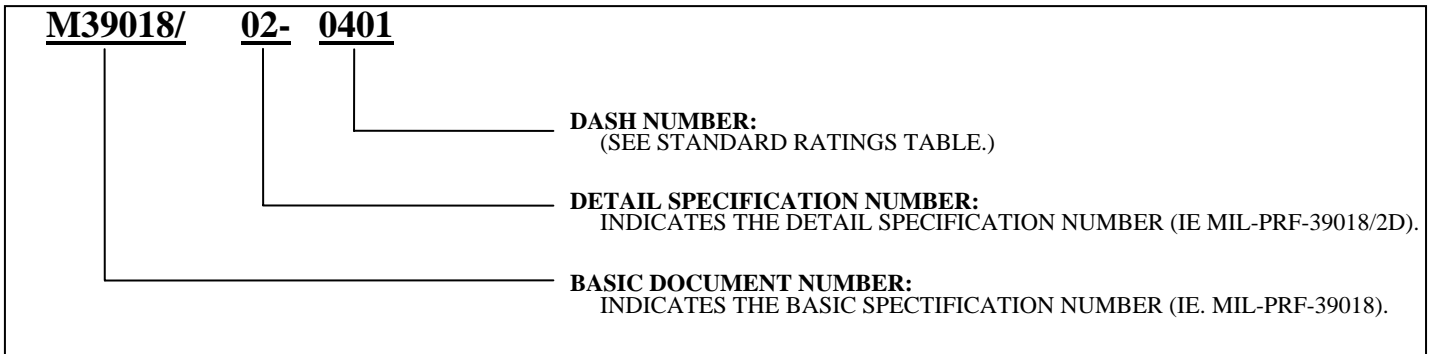 M39018/ 02- 0401
DASH NUMBER:
(SEE STANDARD RATINGS TABLE.)
DETAIL SPECIFICATION NUMBER:
INDICATES THE DETAIL SPECIFICATION NUMBER (IE MIL-PRF-39018/2D).
BASIC DOCUMENT NUMBER:
INDICATES THE BASIC SPECTIFICATION NUMBER (IE. MIL-PRF-39018).